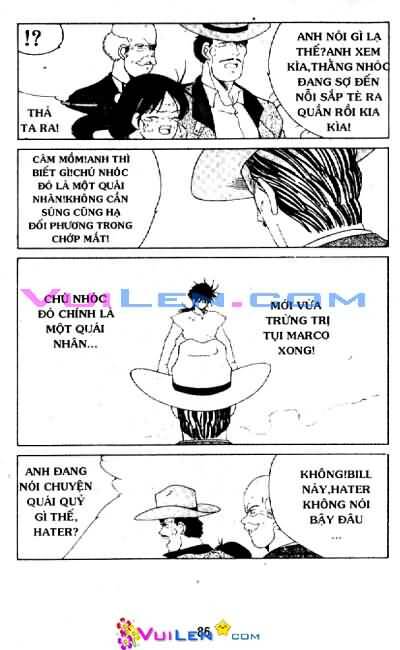 !?
THẢ
TA RA!
ANH NÓI GÌ LẠ
THẾ?ANH XEM
KÌA,THẰNG NHÓC
ĐANG SỢ ĐẾN
NỖI SẮP TÈ RA
QUẦN RỒI KIA
KÌA!
CÂM MỒM!ANH THÌ
BIẾT GÌ!CHÚ NHÓC
ĐÓ LÀ MỘT QUÁI
NHÂN!KHÔNG CẦN
SÚNG CŨNG HẠ
ĐỐI PHƯƠNG TRONG
CHỚP MẮT!
VuiLen.com
CHÚ NHÓC
ĐÓ CHÍNH LÀ
MỘT QUÁI
NHÂN...
MỚI VỪA
TRỪNG TRỊ
TỤI MARCO
XONG!
ANH ĐANG
NÓI CHUYỆN
QUÁI QUỶ
GÌ THẾ,
HATER?
KHÔNG!BILL
NÀY,HATER
KHÔNG NÓI
BẬY ĐÂU
...
86
VuiLen.com